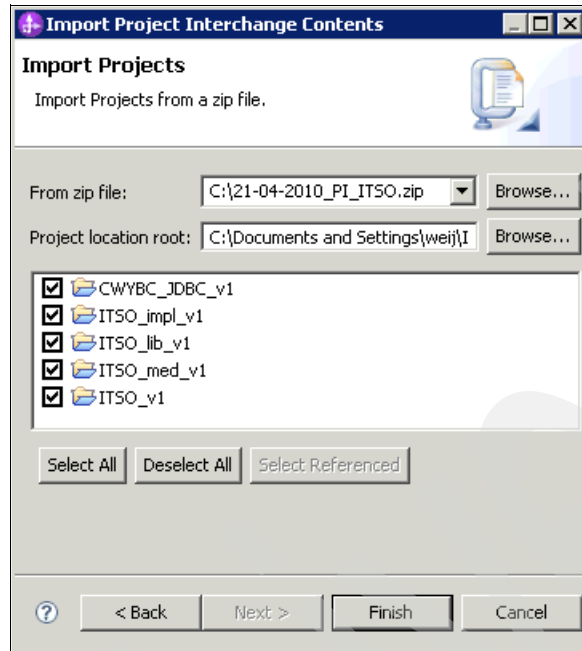 Import Project Interchange Contents
Import Projects
Import Projects from a zip file.
From zip file: C:\21-04-2010_PI_ITSO.zip Browse...
Project location root: C:\Documents and Settings\weij\I Browse...
CWYBC_JDBC_v1
ITSO_impl_v1
ITSO_lib_v1
ITSO_med_v1
ITSO_v1
Select All Deselect All Select Referenced
? < Back Next > Finish Cancel